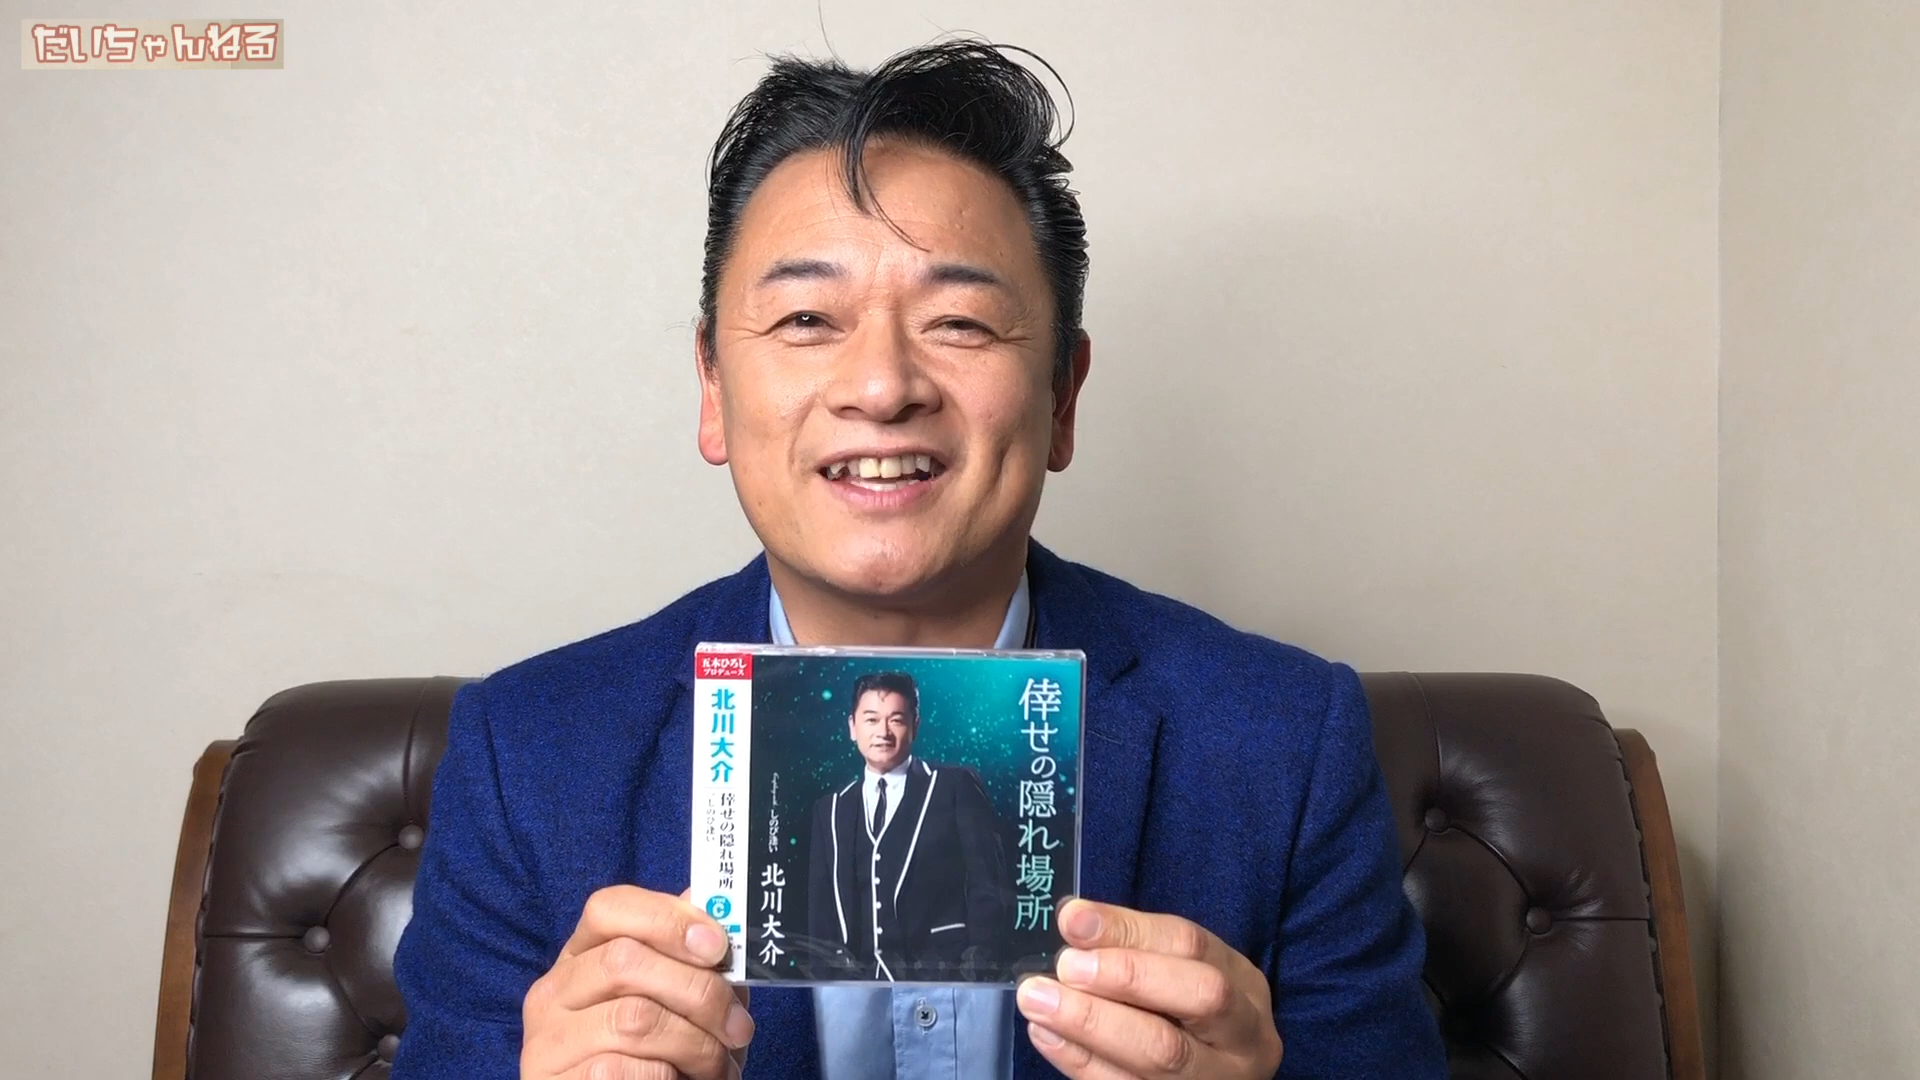 だいちゃんねる
五木ひろし
プロデュース
北川大介
倖せの隠れ場所
しのび逢い
C
倖せの隠れ場所
しのび逢い
北川大介